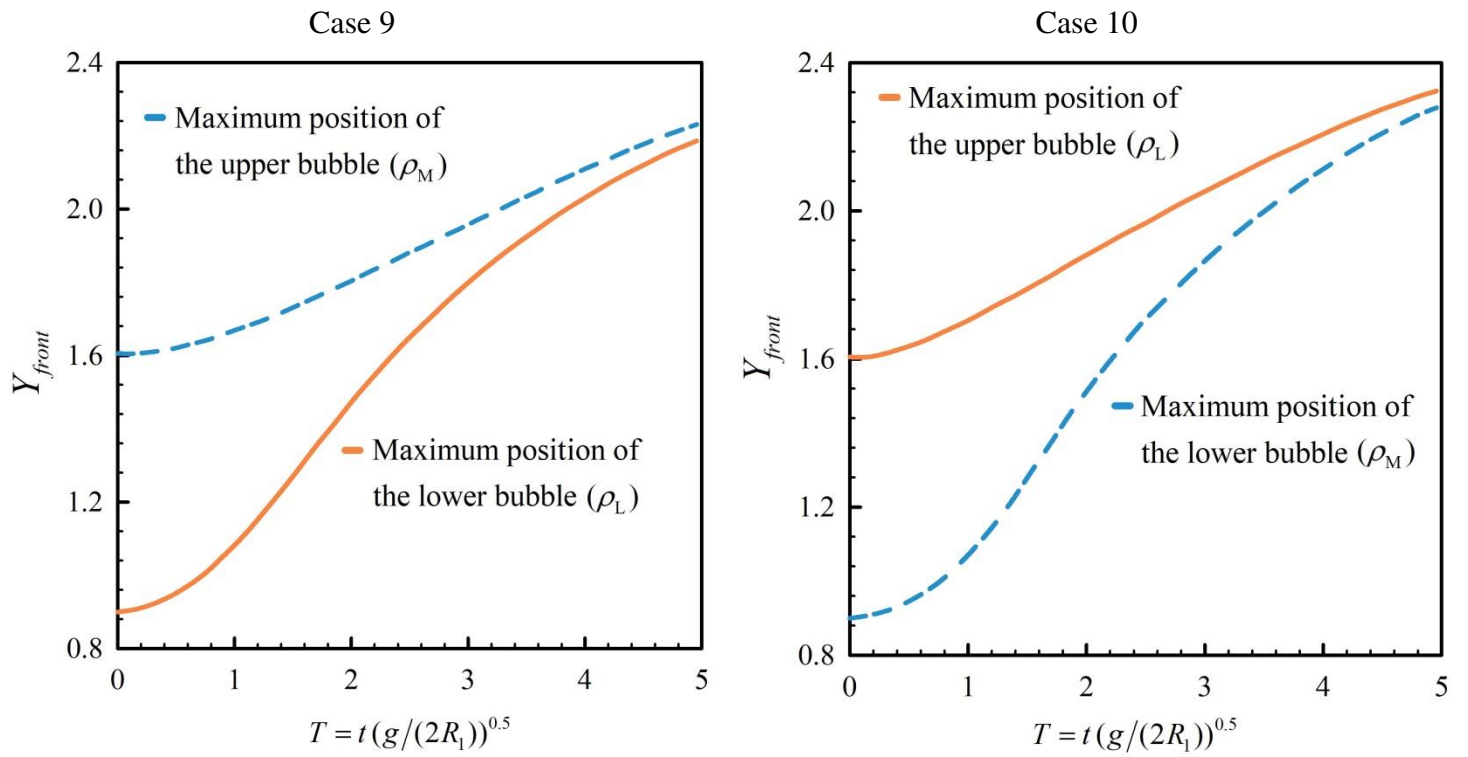 Case 9
2.4
Maximum position of
the upper bubble (ρ_M)
2.0
1.6
Y_front
Maximum position of
the lower bubble (ρ_L)
1.2
0.8
0 1 2 3 4 5
T = t (g/(2R_1))^0.5
Case 10
2.4
Maximum position of
the upper bubble (ρ_L)
2.0
1.6
Y_front
Maximum position of
the lower bubble (ρ_M)
1.2
0.8
0 1 2 3 4 5
T = t (g/(2R_1))^0.5